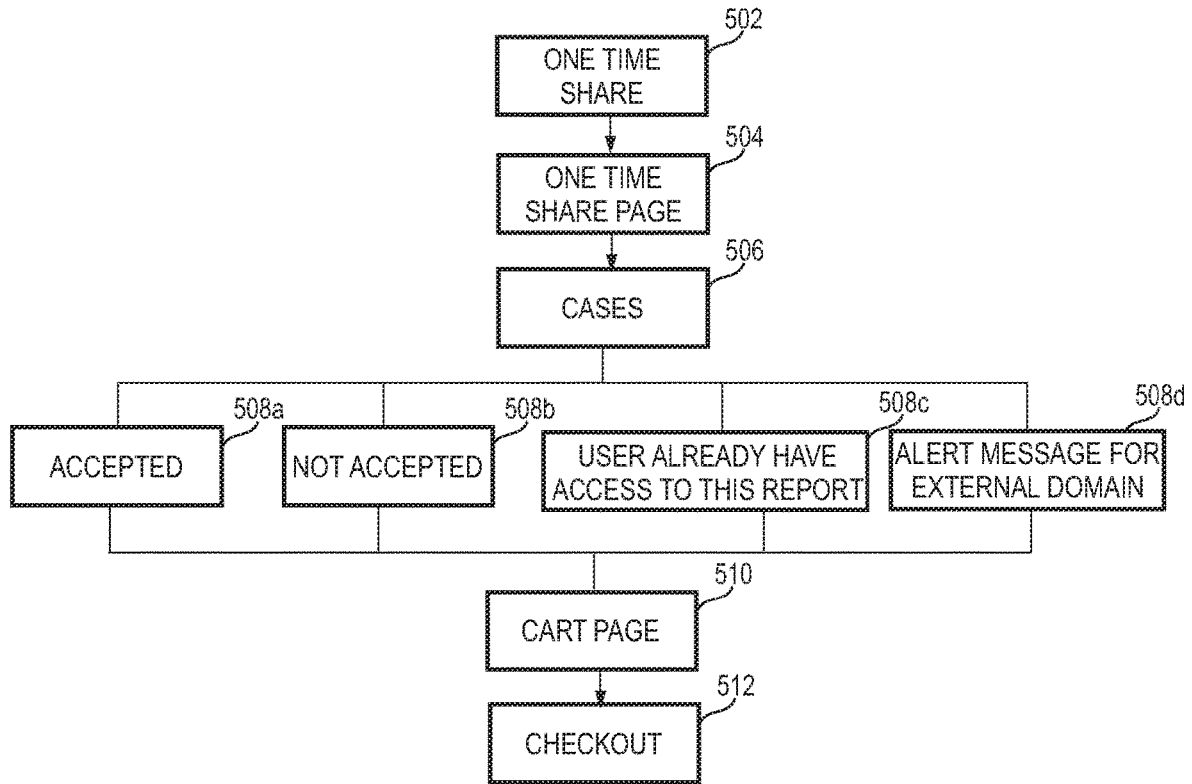 502
ONE TIME
SHARE
504
ONE TIME
SHARE PAGE
506
CASES
508a
ACCEPTED
508b
NOT ACCEPTED
508c
USER ALREADY HAVE
ACCESS TO THIS REPORT
508d
ALERT MESSAGE FOR
EXTERNAL DOMAIN
510
CART PAGE
512
CHECKOUT